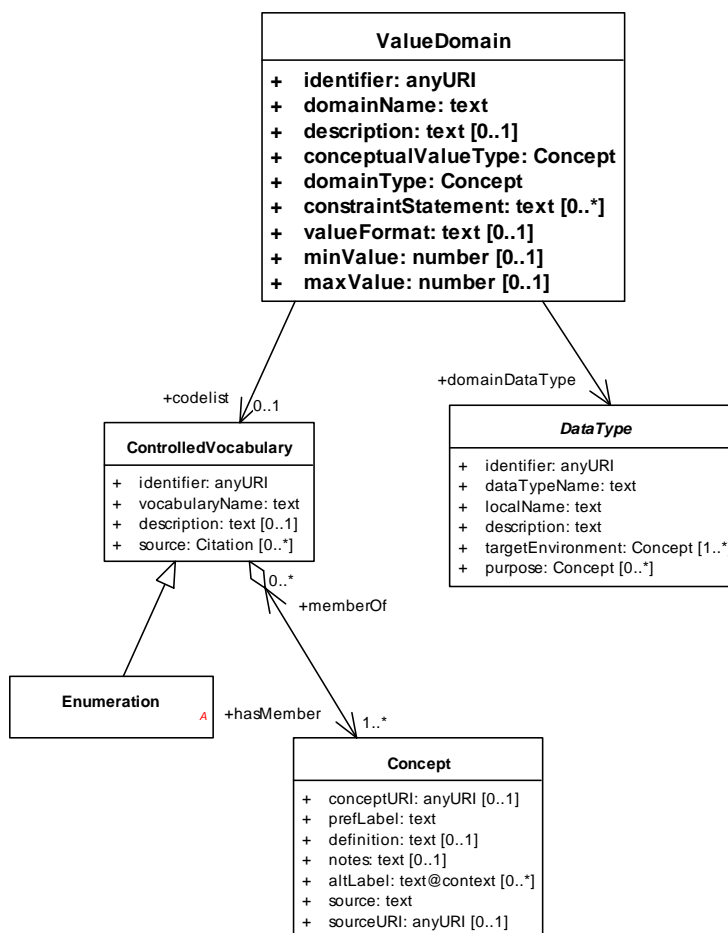 ValueDomain
+ identifier: anyURI
+ domainName: text
+ description: text [0..1]
+ conceptualValueType: Concept
+ domainType: Concept
+ constraintStatement: text [0..*]
+ valueFormat: text [0..1]
+ minValue: number [0..1]
+ maxValue: number [0..1]
+codelist
0..1
+domainDataType
ControlledVocabulary
+ identifier: anyURI
+ vocabularyName: text
+ description: text [0..1]
+ source: Citation [0..*]
DataType
+ identifier: anyURI
+ dataTypeName: text
+ localName: text
+ description: text
+ targetEnvironment: Concept [1..*
+ purpose: Concept [0..*]
0..*
+memberOf
Enumeration
A
+hasMember
1..*
Concept
+ conceptURI: anyURI [0..1]
+ prefLabel: text
+ definition: text [0..1]
+ notes: text [0..1]
+ altLabel: text@context [0..*]
+ source: text
+ sourceURI: anyURI [0..1]